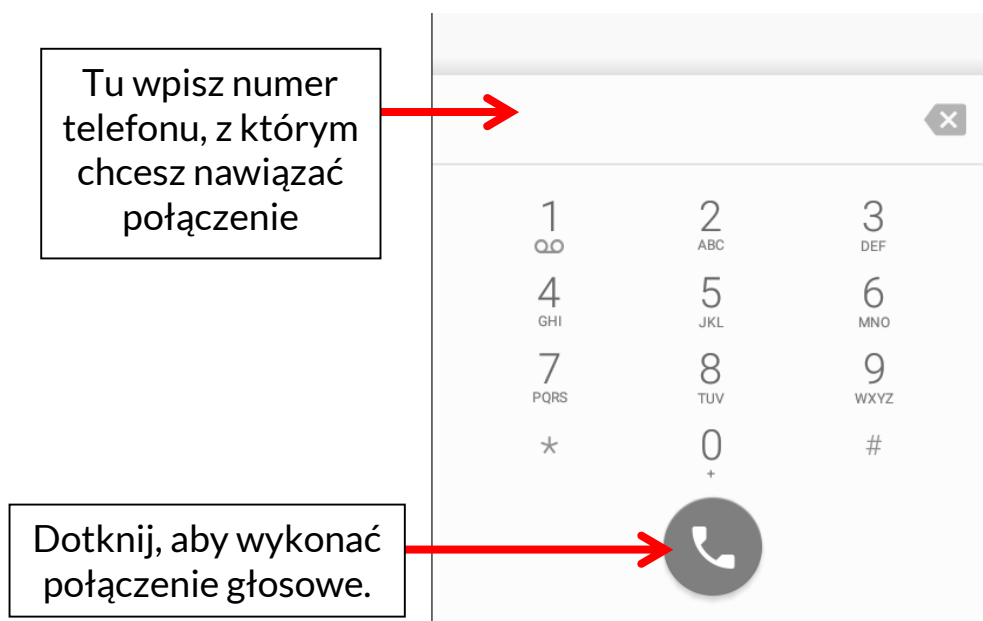 Tu wpisz numer
telefonu, z którym
chcesz nawiązać
połączenie
1 2 3
ABC DEF
4 5 6
GHI JKL MNO
7 8 9
PQRS TUV WXYZ
* 0 #
+
Dotknij, aby wykonać
połączenie głosowe.